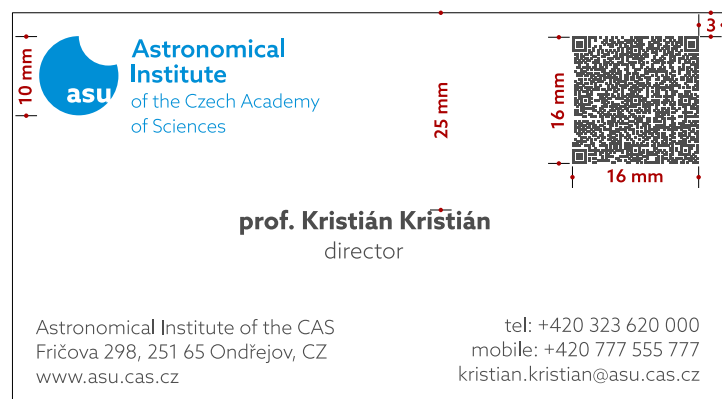 10 mm
asu
Astronomical
Institute
of the Czech Academy
of Sciences
25 mm
16 mm
3
16 mm
prof. Kristián Kristián
director
Astronomical Institute of the CAS
Fričova 298, 251 65 Ondřejov, CZ
www.asu.cas.cz
tel: +420 323 620 000
mobile: +420 777 555 777
kristian.kristian@asu.cas.cz